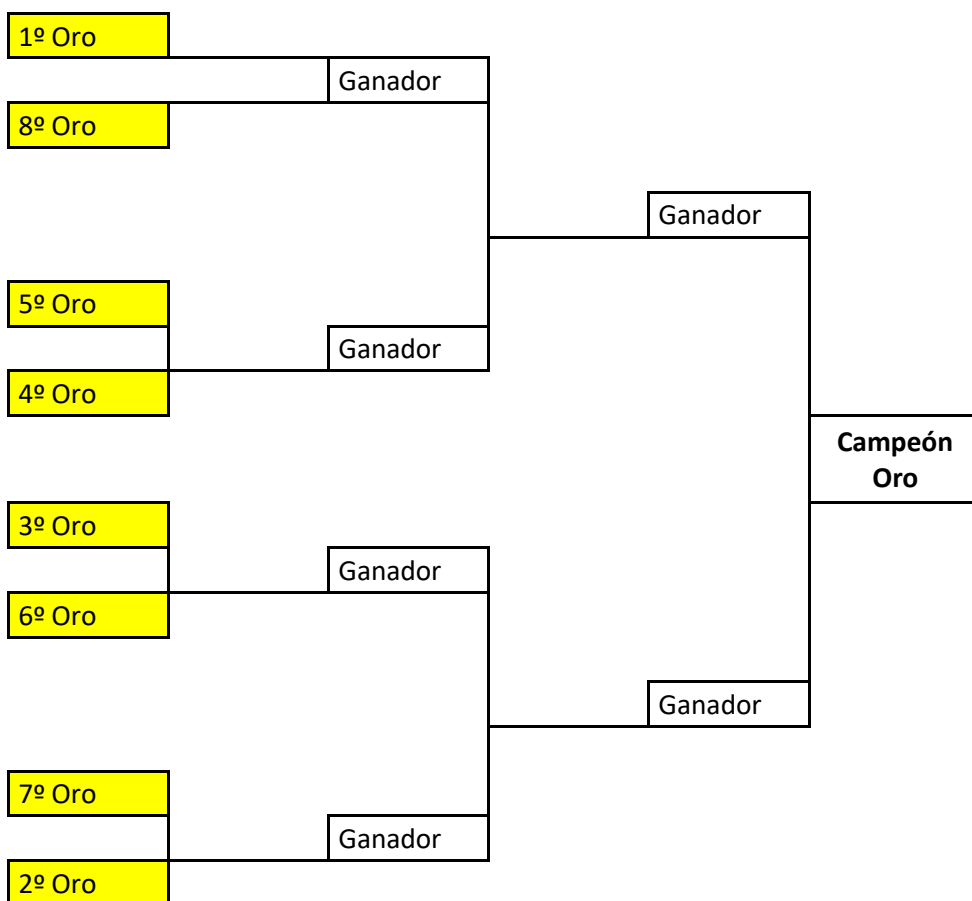 1º Oro
Ganador
8º Oro
Ganador
5º Oro
Ganador
4º Oro
Campeón
Oro
3º Oro
Ganador
6º Oro
Ganador
7º Oro
Ganador
2º Oro